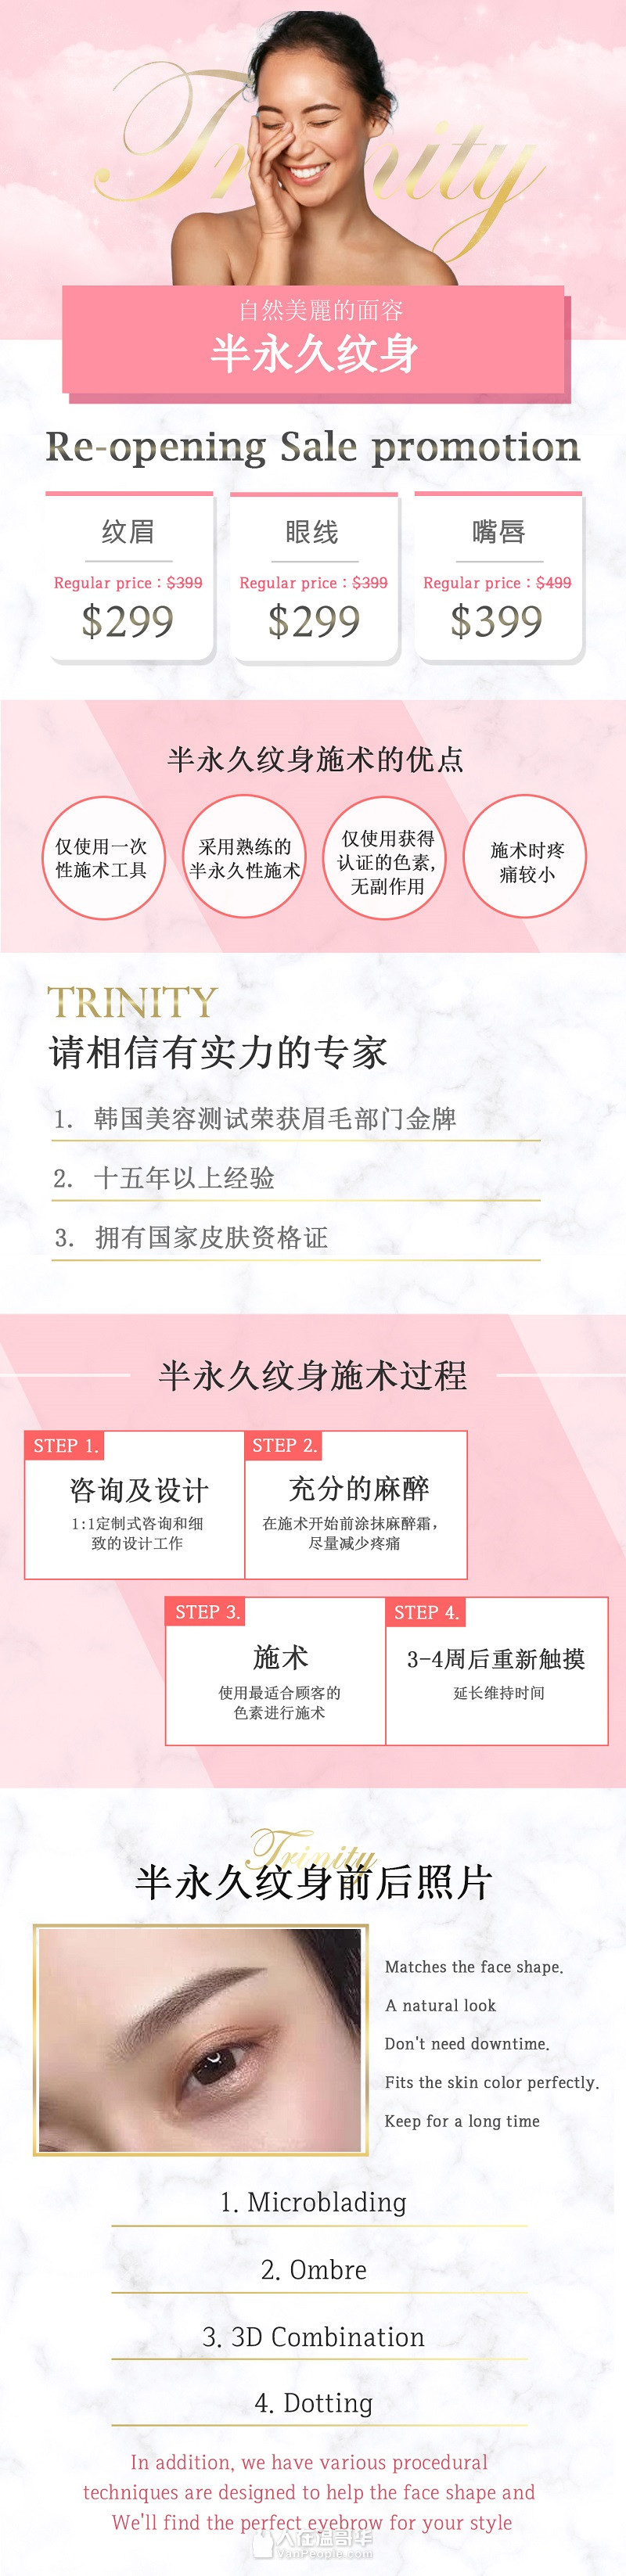 Trinity
自然美麗的面容
半永久纹身
Re-opening Sale promotion
纹眉
Regular price : $399
$299
眼线
Regular price : $399
$299
嘴唇
Regular price : $499
$399
半永久纹身施术的优点
仅使用一次
性施术工具
采用熟练的
半永久性施术
仅使用获得
认证的色素,
无副作用
施术时疼
痛较小
TRINITY
请相信有实力的专家
1. 韩国美容测试荣获眉毛部门金牌
2. 十五年以上经验
3. 拥有国家皮肤资格证
半永久纹身施术过程
STEP 1.
咨询及设计
1:1定制式咨询和细
致的设计工作
STEP 2.
充分的麻醉
在施术开始前涂抹麻醉霜，
尽量减少疼痛
STEP 3.
施术
使用最适合顾客的
色素进行施术
STEP 4.
3-4周后重新触摸
延长维持时间
Trinity
半永久纹身前后照片
Matches the face shape.
A natural look
Don't need downtime.
Fits the skin color perfectly.
Keep for a long time
1. Microblading
2. Ombre
3. 3D Combination
4. Dotting
In addition, we have various procedural
techniques are designed to help the face shape and
We'll find the perfect eyebrow for your style
人在温哥华
VanPeople.com